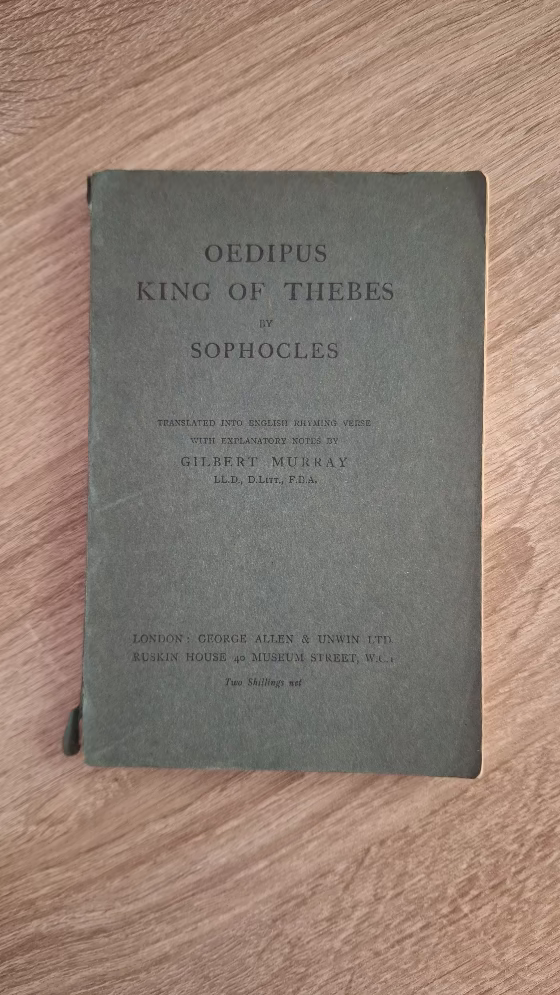 OEDIPUS
KING OF THEBES
BY
SOPHOCLES
TRANSLATED INTO ENGLISH RHYMING VERSE
WITH EXPLANATORY NOTES BY
GILBERT MURRAY
LL.D., D.LITT., F.B.A.
LONDON: GEORGE ALLEN & UNWIN LTD.
RUSKIN HOUSE 40 MUSEUM STREET, W.C.1
Two Shillings net